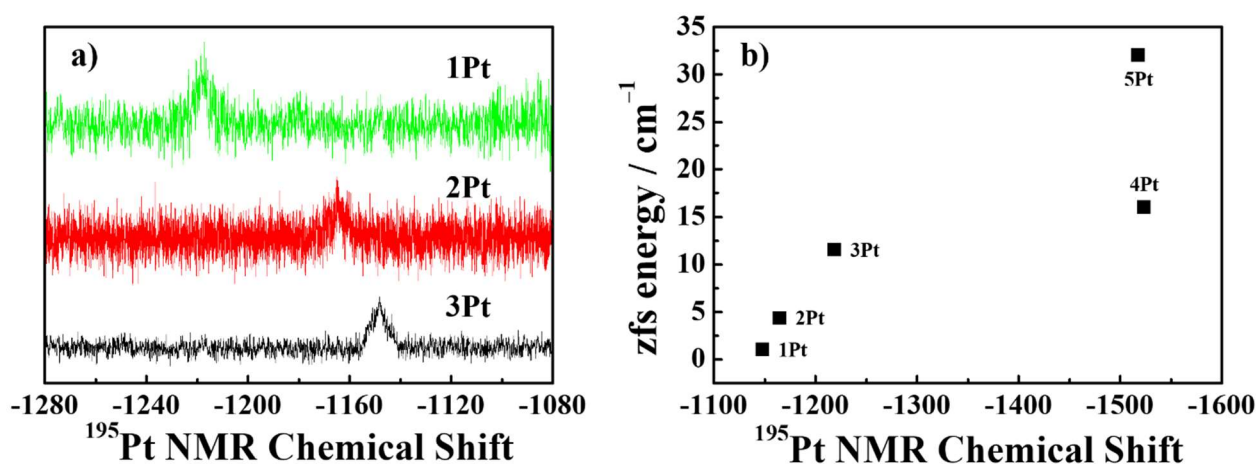 a)
1Pt
2Pt
3Pt
-1280 -1240 -1200 -1160 -1120 -1080
¹⁹⁵Pt NMR Chemical Shift
b)
zfs energy / cm⁻¹
35
30
25
20
15
10
5
0
5Pt
4Pt
3Pt
2Pt
1Pt
-1100 -1200 -1300 -1400 -1500 -1600
¹⁹⁵Pt NMR Chemical Shift